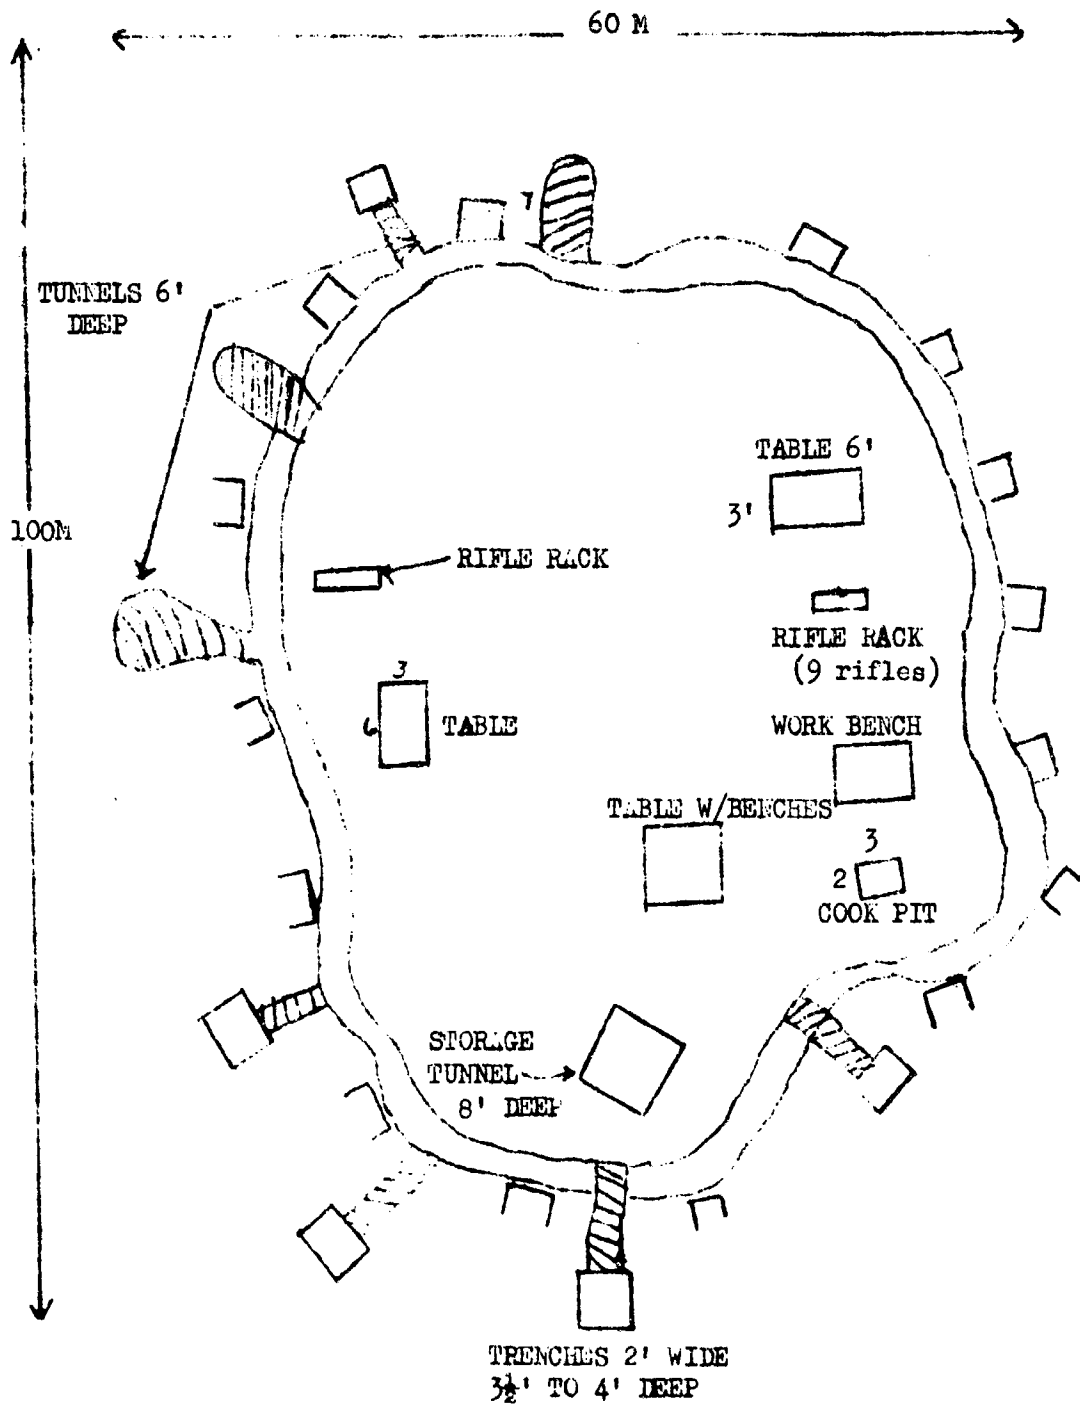 60 M
7
TUNNELS 6'
DEEP
TABLE 6'
3'
100M
RIFLE RACK
RIFLE RACK
(9 rifles)
3
6
TABLE
WORK BENCH
TABLE W/BENCHES
3
2
COOK PIT
STORAGE
TUNNEL
8' DEEP
TRENCHES 2' WIDE
3½' TO 4' DEEP